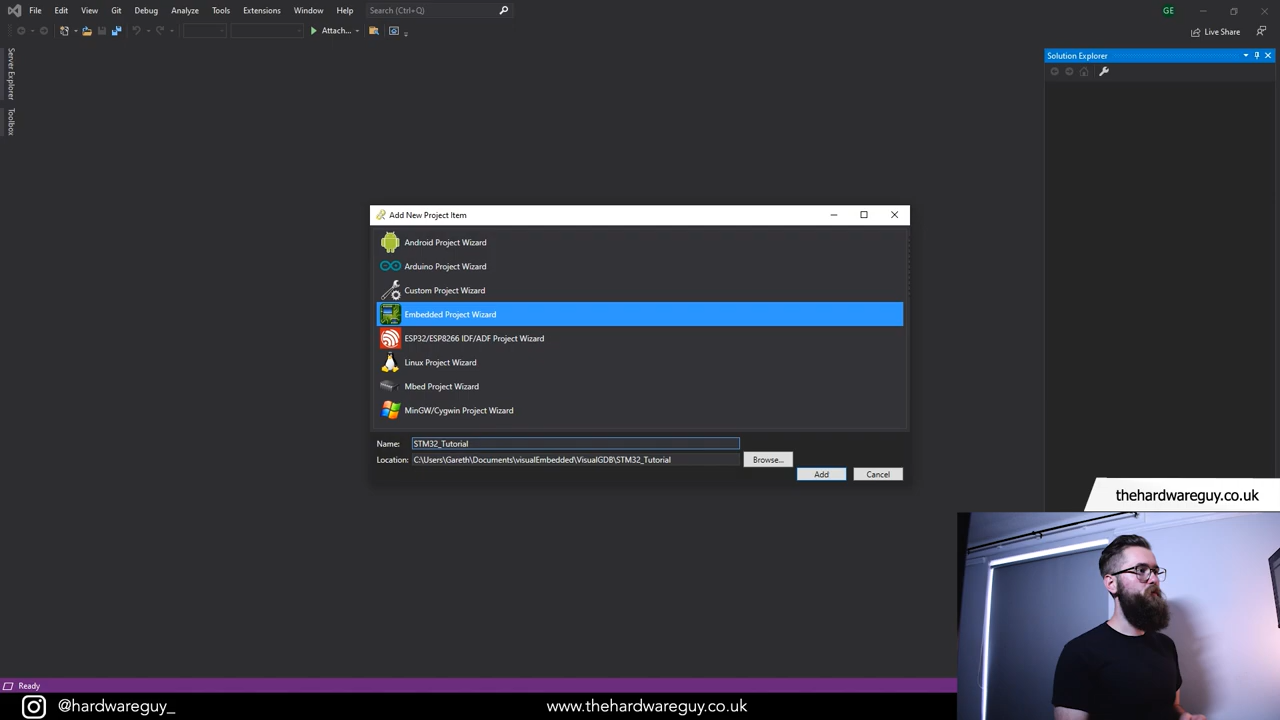 File Edit View Git Debug Analyze Tools Extensions Window Help Search (Ctrl+Q) GE
Attach... Live Share
Server Explorer
Toolbox
Solution Explorer
Add New Project Item
Android Project Wizard
Arduino Project Wizard
Custom Project Wizard
Embedded Project Wizard
ESP32/ESP8266 IDF/ADF Project Wizard
Linux Project Wizard
Mbed Project Wizard
MinGW/Cygwin Project Wizard
Name: STM32_Tutorial
Location: C:\Users\Gareth\Documents\visualEmbedded\VisualGDB\STM32_Tutorial Browse...
Add Cancel
thehardwareguy.co.uk
Ready
@hardwareguy_ www.thehardwareguy.co.uk